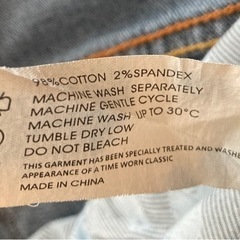 98%COTTON 2%SPANDEX
MACHINE WASH SEPARATELY
MACHINE GENTLE CYCLE
MACHINE WASH UP TO 30°C
TUMBLE DRY LOW
DO NOT BLEACH
THIS GARMENT HAS BEEN SPECIALLY TREATED AND WASHED
APPEARANCE OF A TIME WORN CLASSIC
MADE IN CHINA